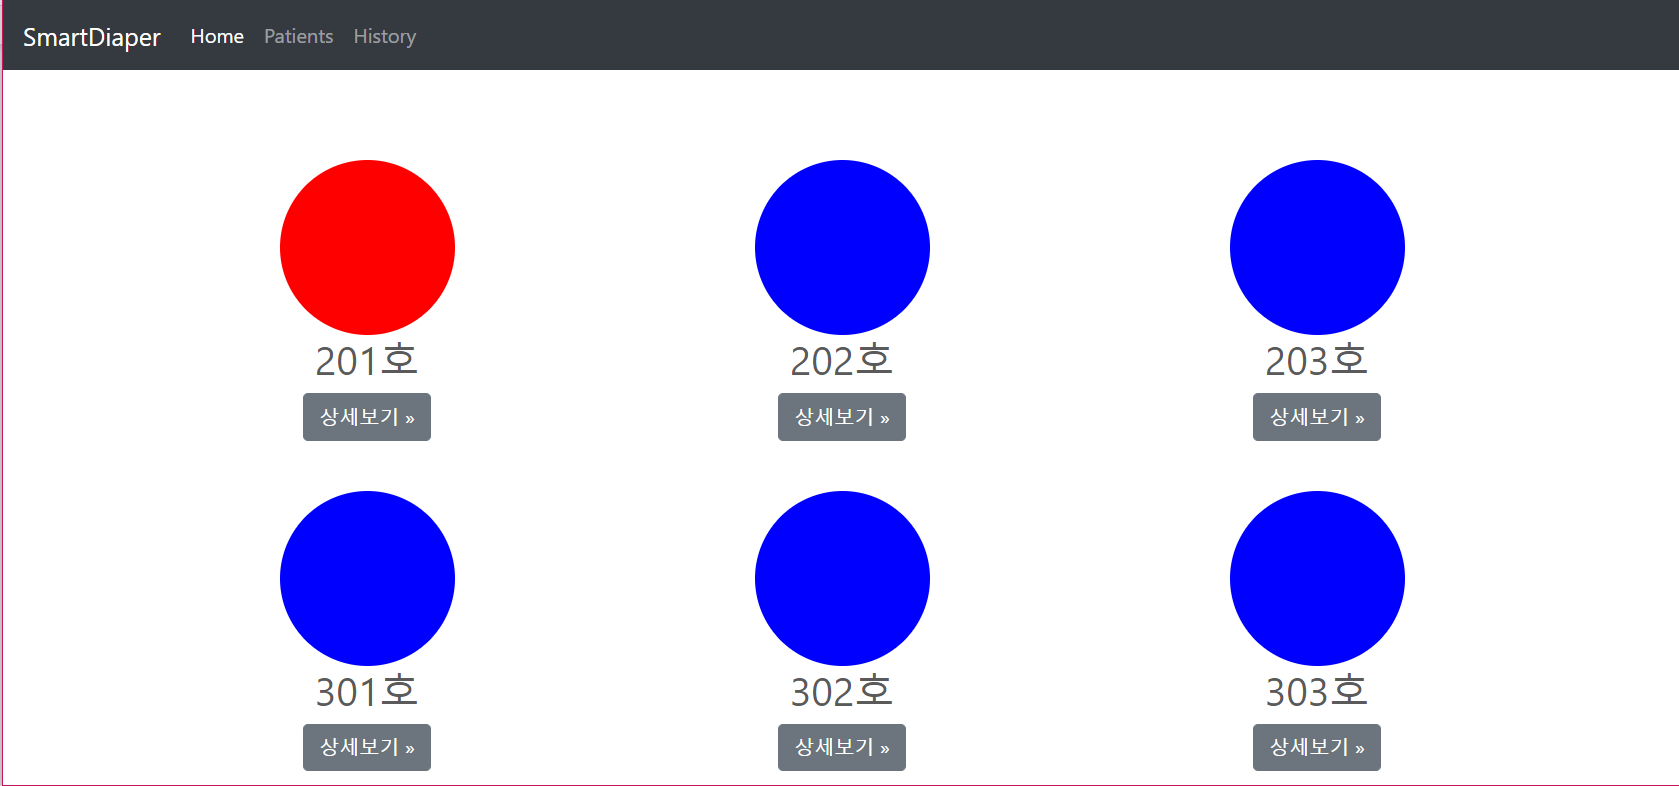 SmartDiaper Home Patients History
201호 202호 203호
상세보기 » 상세보기 » 상세보기 »
301호 302호 303호
상세보기 » 상세보기 » 상세보기 »